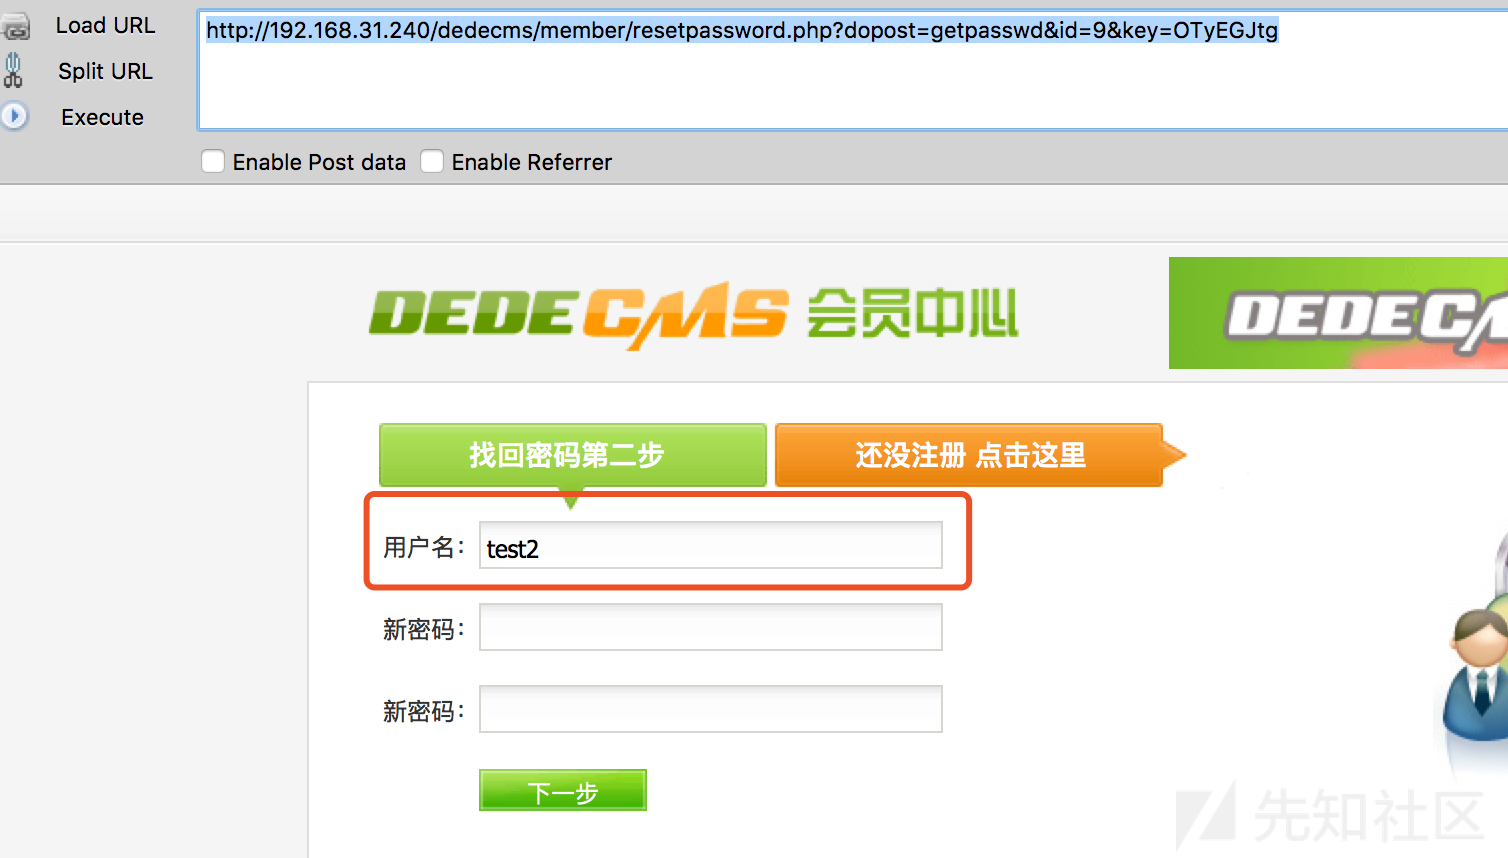 Load URL
http://192.168.31.240/dedecms/member/resetpassword.php?dopost=getpasswd&id=9&key=OTyEGJtg
Split URL
Execute
Enable Post data
Enable Referrer
DEDECMS 会员中心
DEDECM
找回密码第二步
还没注册 点击这里
用户名：
test2
新密码：
新密码：
下一步
先知社区